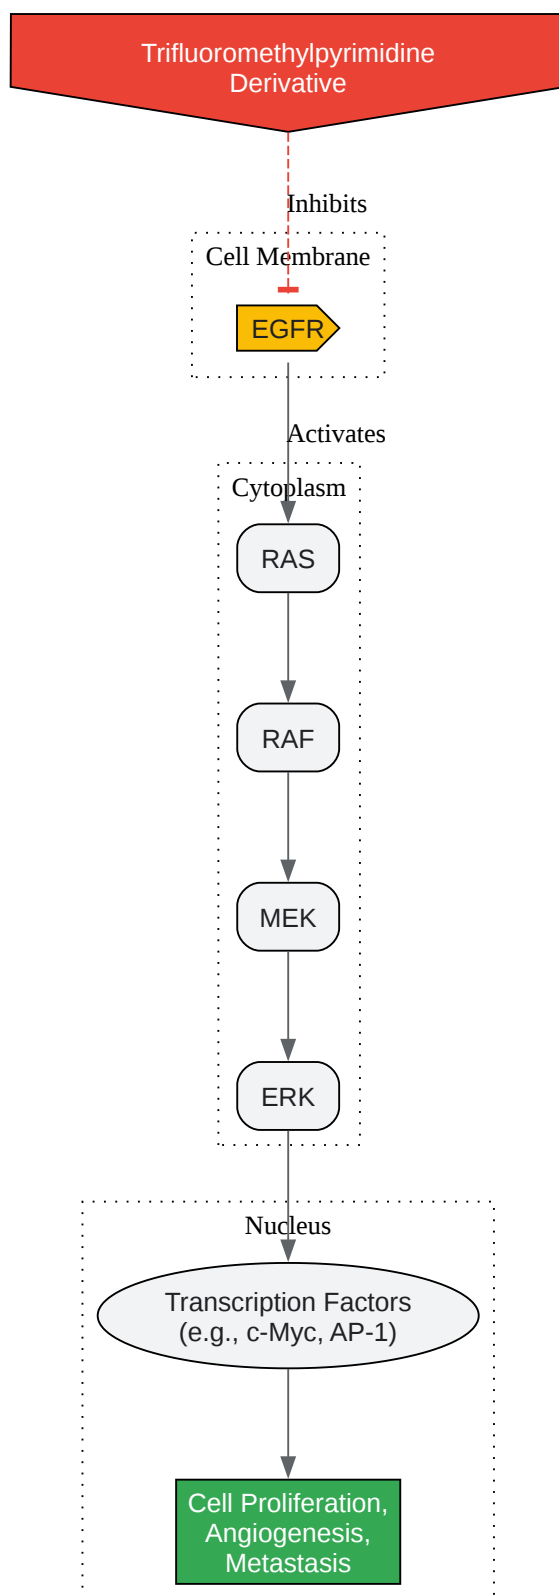 Trifluoromethylpyrimidine
Derivative
Inhibits
Cell Membrane
EGFR
Activates
Cytoplasm
RAS
RAF
MEK
ERK
Nucleus
Transcription Factors
(e.g., c-Myc, AP-1)
Cell Proliferation,
Angiogenesis,
Metastasis